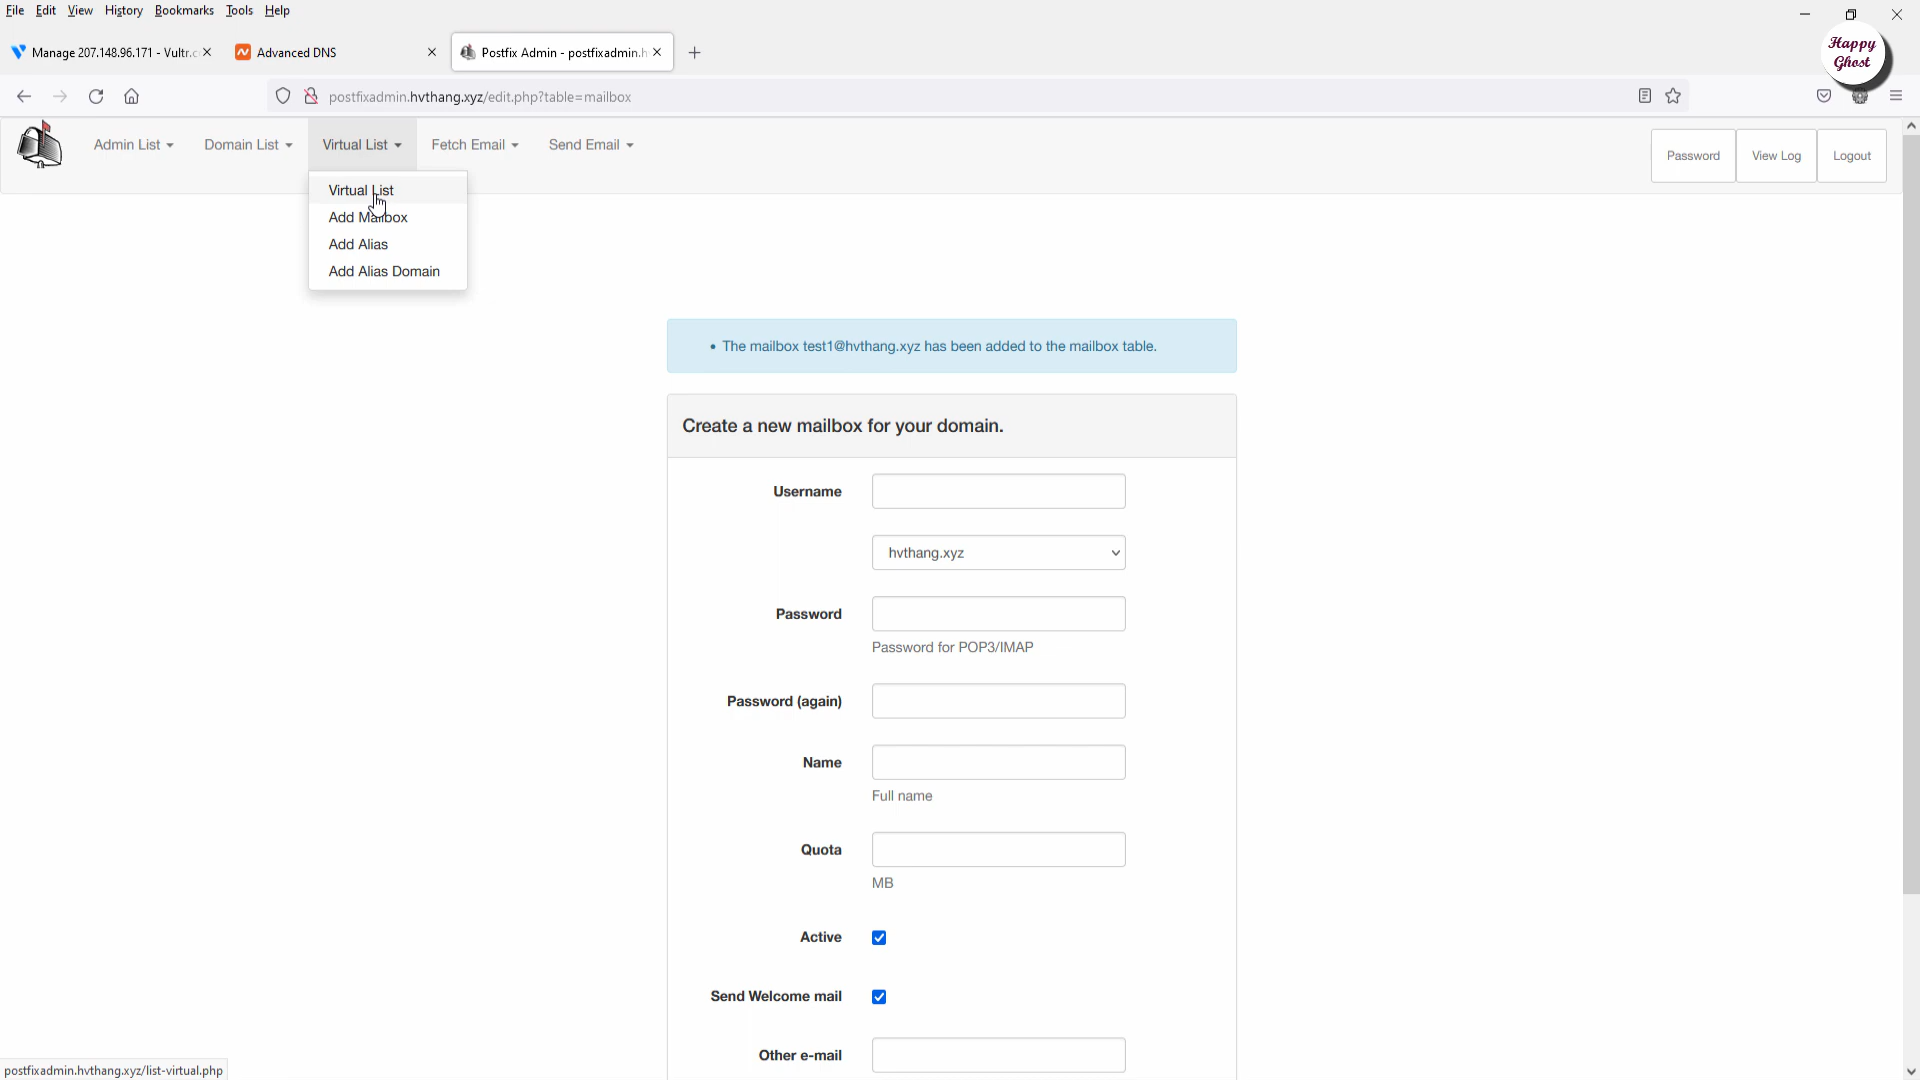 File Edit View History Bookmarks Tools Help
Manage 207.148.96.171 - Vultr.c
Advanced DNS
Postfix Admin - postfixadmin.h
Happy
Ghost
postfixadmin.hvthang.xyz/edit.php?table=mailbox
Admin List Domain List Virtual List Fetch Email Send Email
Password View Log Logout
Virtual List
Add Mailbox
Add Alias
Add Alias Domain
• The mailbox test1@hvthang.xyz has been added to the mailbox table.
Create a new mailbox for your domain.
Username
hvthang.xyz
Password
Password for POP3/IMAP
Password (again)
Name
Full name
Quota
MB
Active
Send Welcome mail
Other e-mail
postfixadmin.hvthang.xyz/list-virtual.php